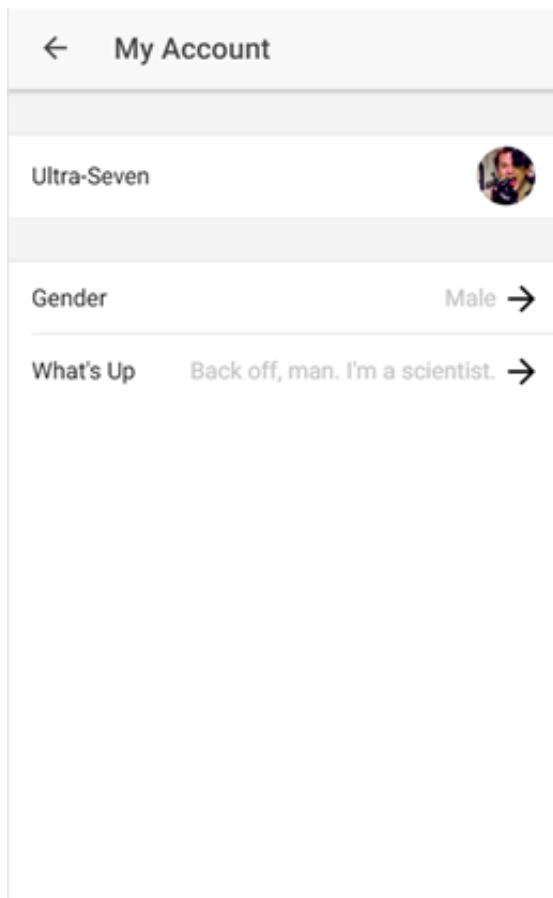 My Account
Ultra-Seven
Gender Male
What's Up Back off, man. I'm a scientist.